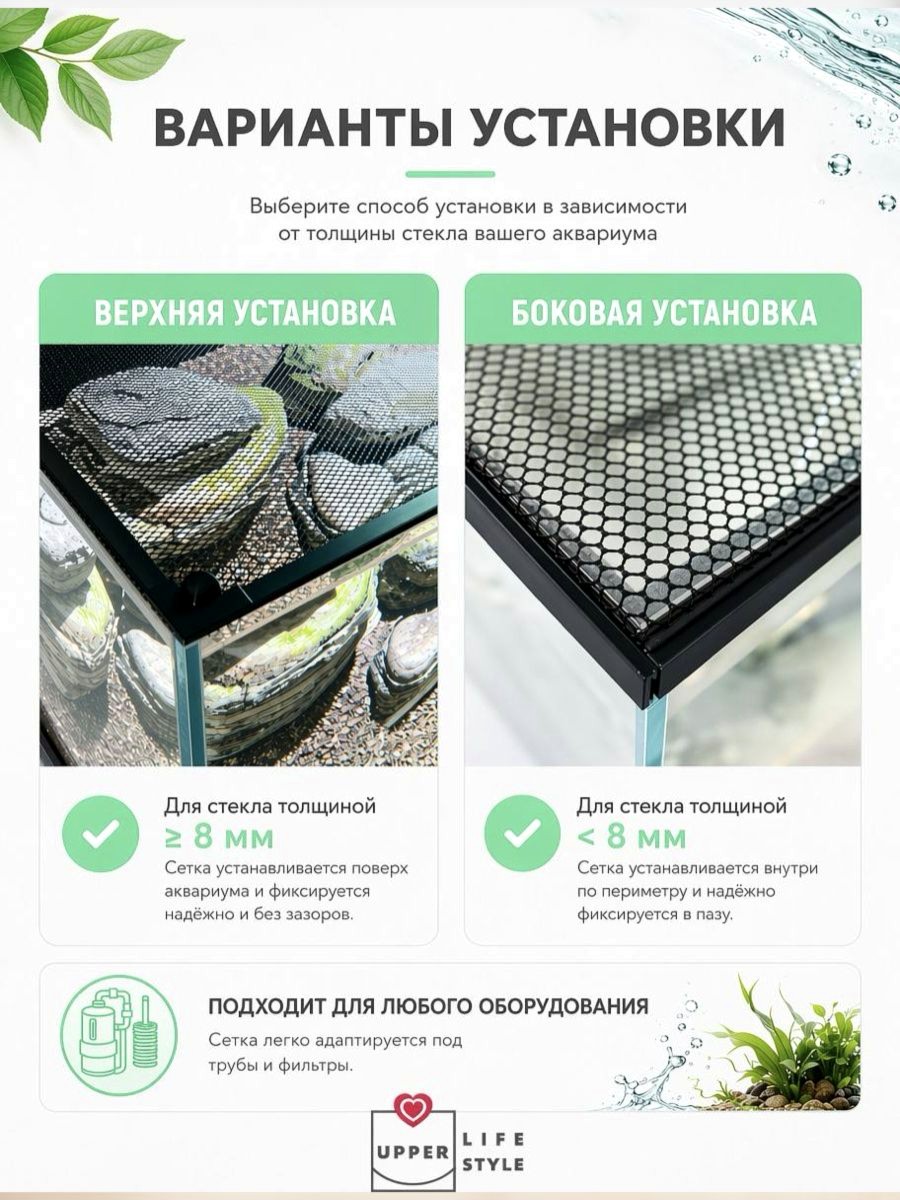 ВАРИАНТЫ УСТАНОВКИ
Выберите способ установки в зависимости
от толщины стекла вашего аквариума
ВЕРХНЯЯ УСТАНОВКА
Для стекла толщиной
≥ 8 мм
Сетка устанавливается поверх
аквариума и фиксируется
надёжно и без зазоров.
БОКОВАЯ УСТАНОВКА
Для стекла толщиной
< 8 мм
Сетка устанавливается внутри
по периметру и надёжно
фиксируется в пазу.
ПОДХОДИТ ДЛЯ ЛЮБОГО ОБОРУДОВАНИЯ
Сетка легко адаптируется под
трубы и фильтры.
UPPER LIFE
STYLE